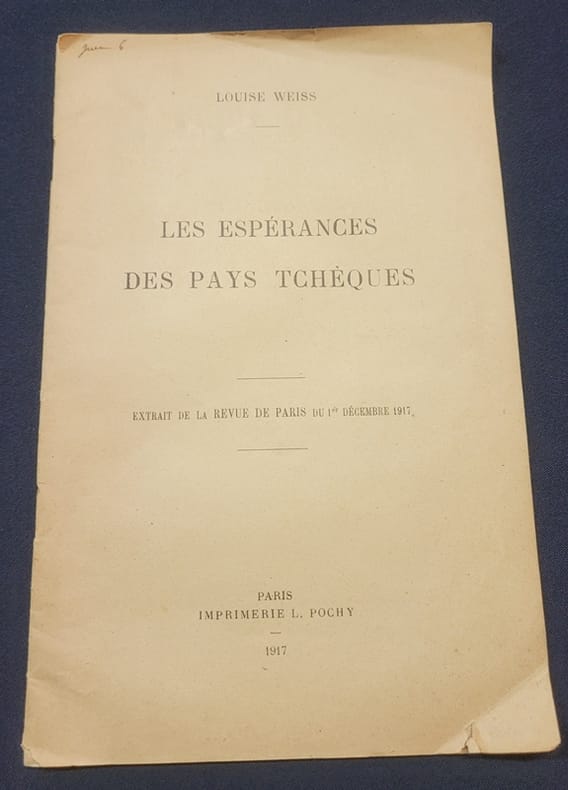 LOUISE WEISS
LES ESPÉRANCES
DES PAYS TCHÈQUES
EXTRAIT DE LA REVUE DE PARIS DU 1er DÉCEMBRE 1917.
PARIS
IMPRIMERIE L. POCHY
1917